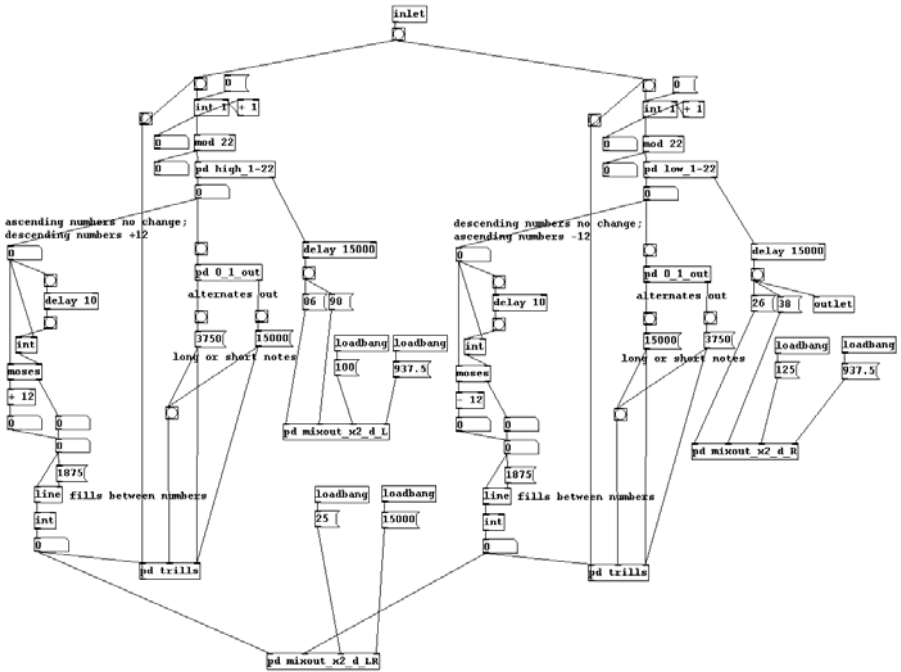 inlet
0
0
int 1
+ 1
int 1
+ 1
0
mod 22
0
mod 22
0
pd high_1-22
0
pd low_1-22
0
0
ascending numbers no change;
descending numbers +12
descending numbers no change;
ascending numbers -12
0
delay 15000
0
delay 15000
pd 0_1_out
pd 0_1_out
delay 10
alternates out
86
98
delay 10
alternates out
26
38
outlet
int
3750
15000
loadbang
loadbang
int
15000
3750
loadbang
loadbang
long or short notes
long or short notes
moses
100
937.5
moses
125
937.5
+ 12
- 12
0
0
0
0
pd mixout_x2_d_L
0
0
pd mixout_x2_d_R
1875
1875
line
fills between numbers
loadbang
loadbang
line
fills between numbers
int
25
15000
int
0
0
pd trills
pd trills
pd mixout_x2_d_LR